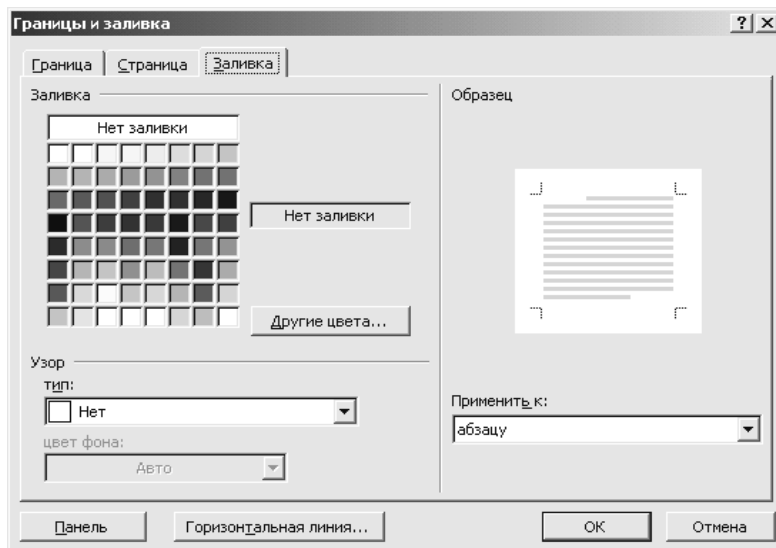 Границы и заливка
Граница
Страница
Заливка
Заливка
Нет заливки
Нет заливки
Другие цвета...
Узор
тип:
Нет
цвет фона:
Авто
Образец
Применить к:
абзацу
Панель
Горизонтальная линия...
ОК
Отмена